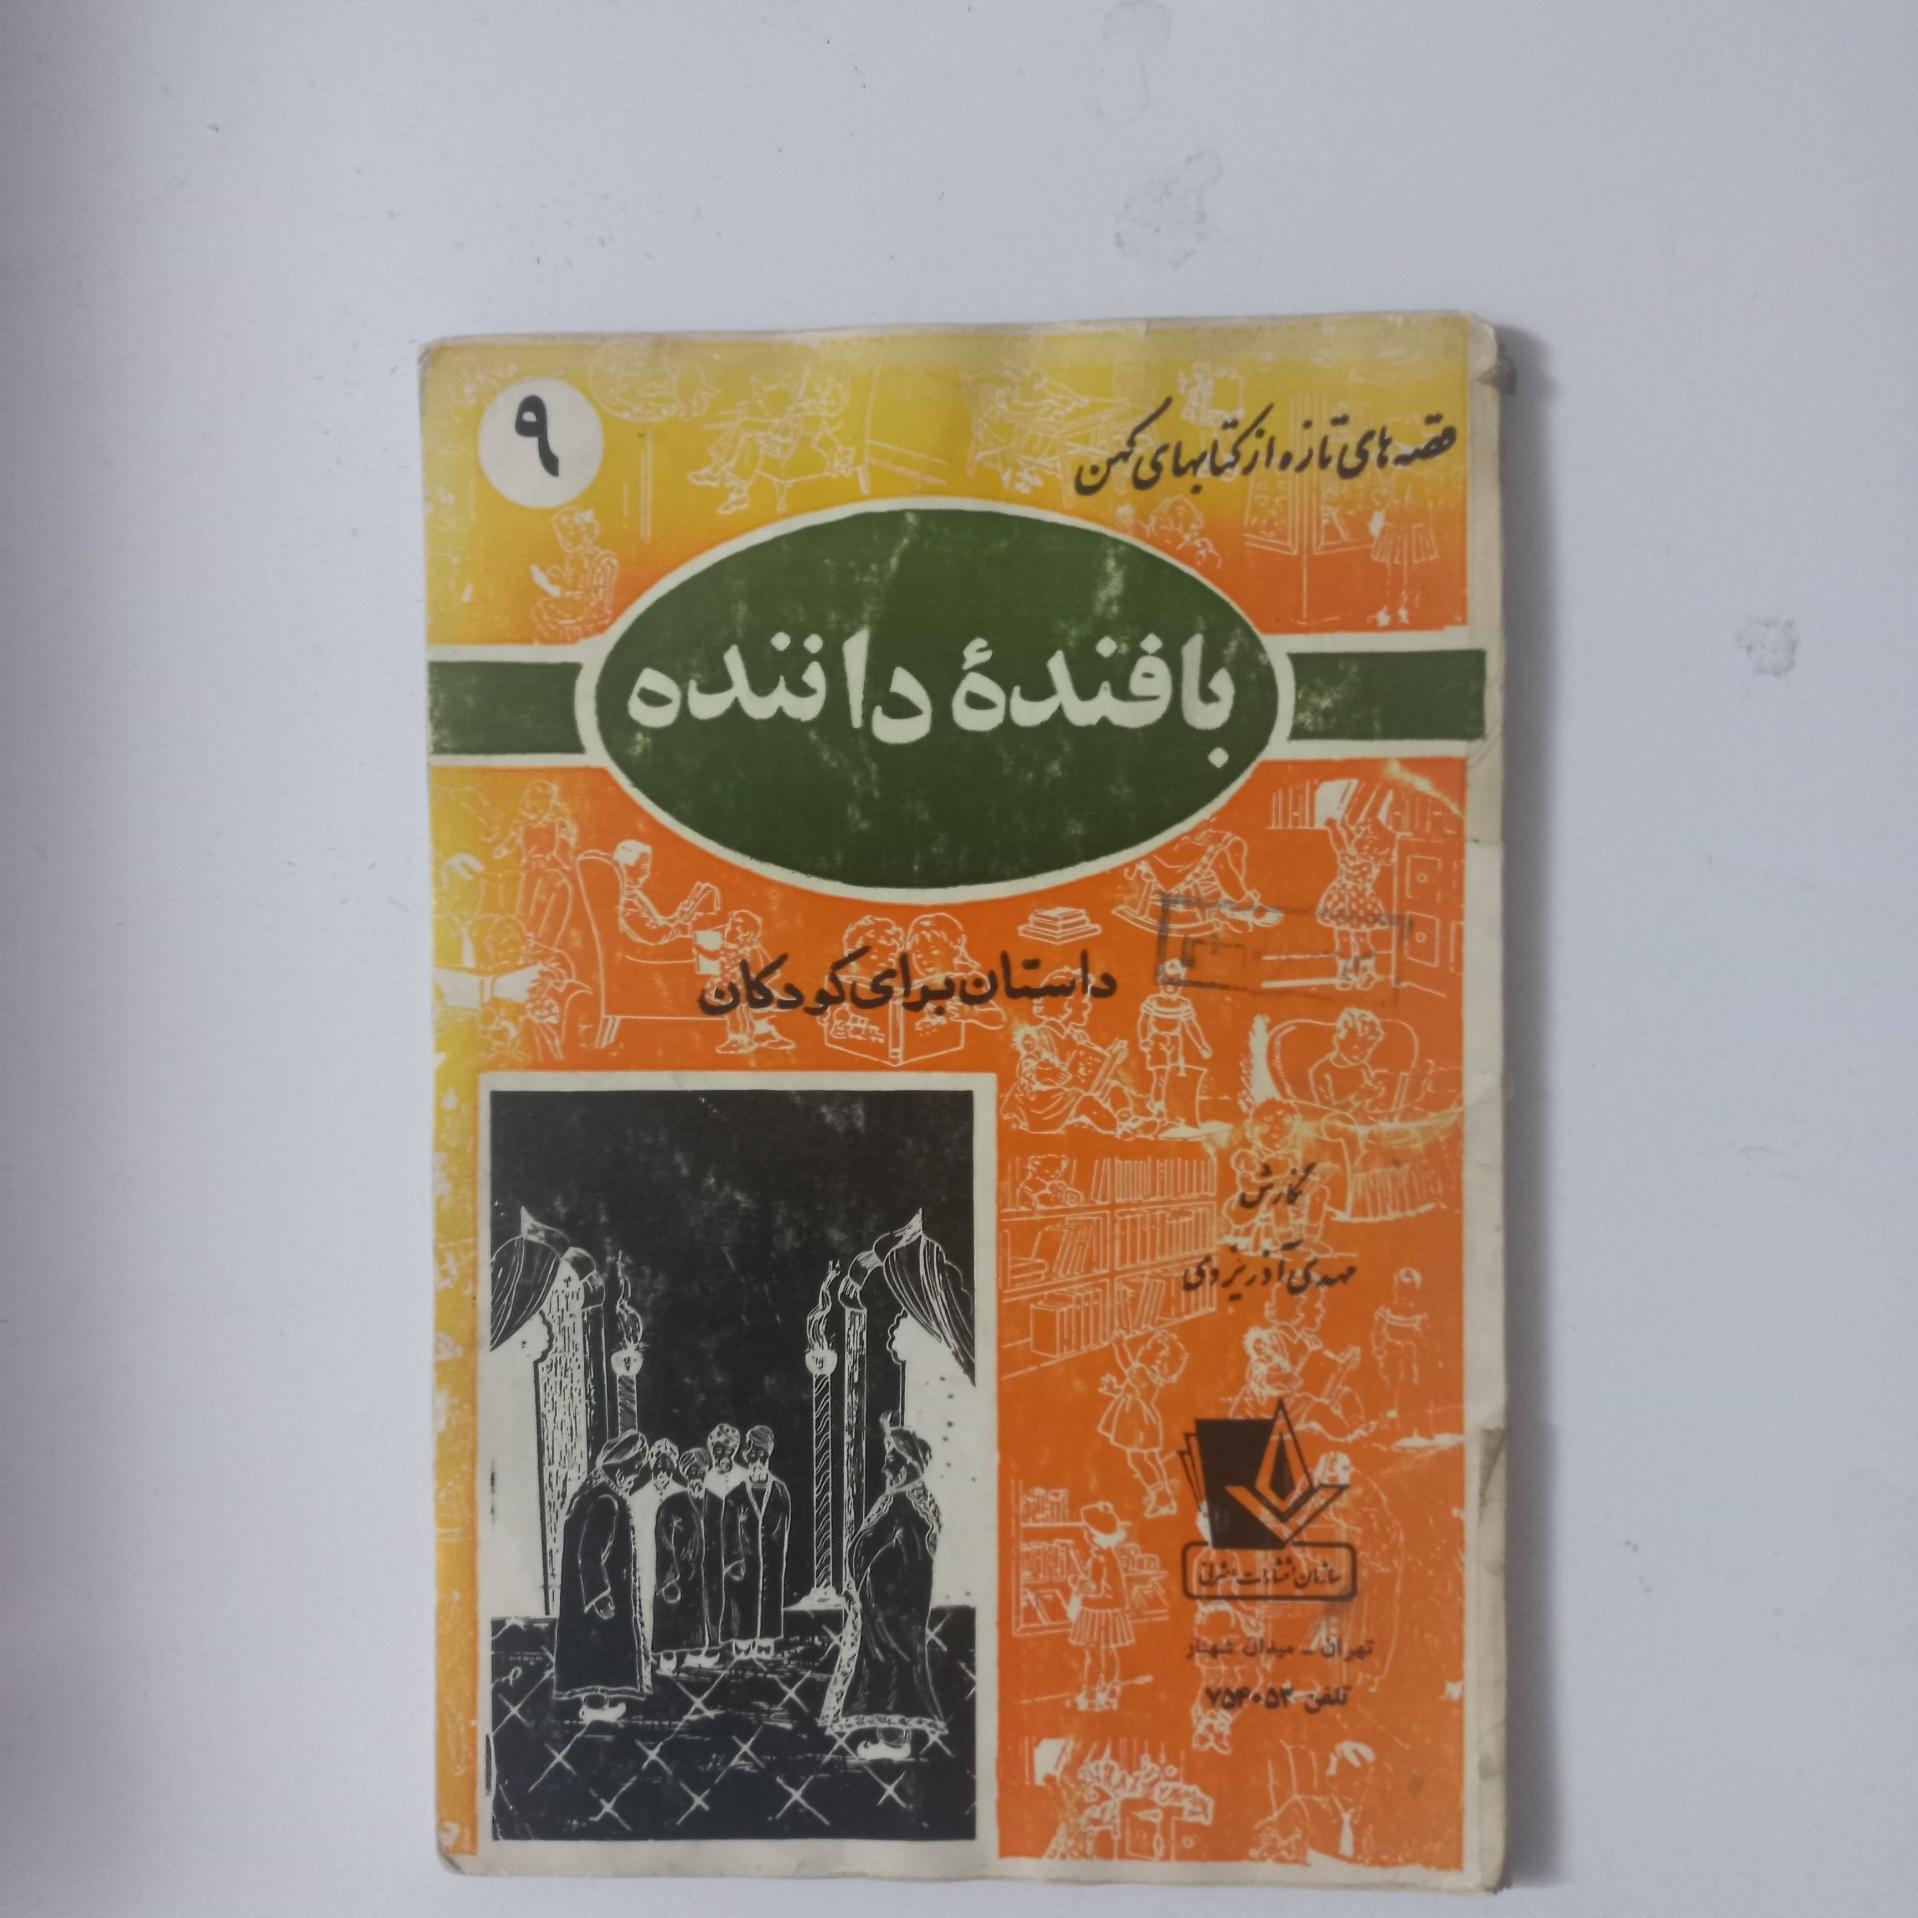 ۹
قصه‌های تازه از کتابهای کهن
بافندهٔ داننده
داستان برای کودکان
نگارش
مهدی آذریزدی
سازمان انتشارات اشرفی
تهران - میدان شهناز
تلفن ۷۵۴۰۵۲